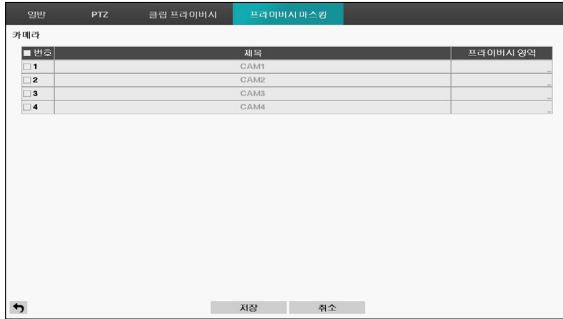 일반 PTZ 클립 프라이버시 프라이버시 마스킹
카메라
번호 제목 프라이버시 영역
1 CAM1 ...
2 CAM2 ...
3 CAM3 ...
4 CAM4 ...
저장 취소